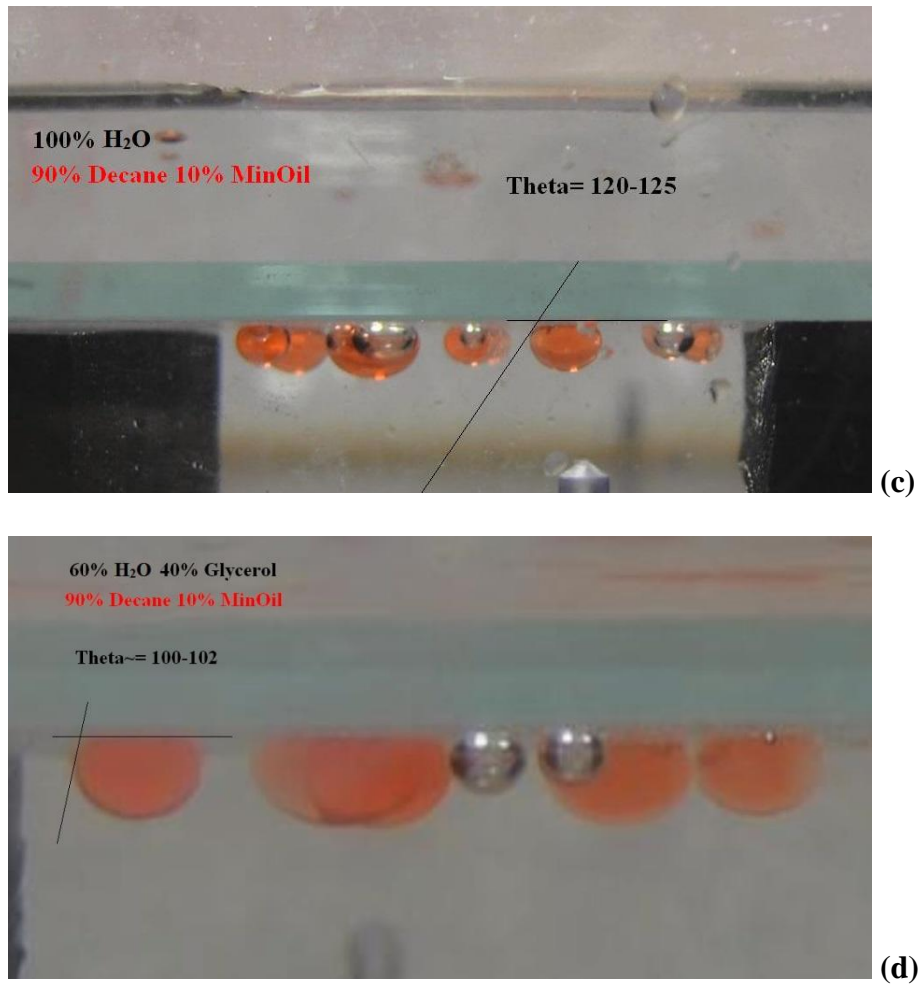 100% H₂O
90% Decane 10% MinOil
Theta= 120-125
(c)
60% H₂O 40% Glycerol
90% Decane 10% MinOil
Theta~= 100-102
(d)